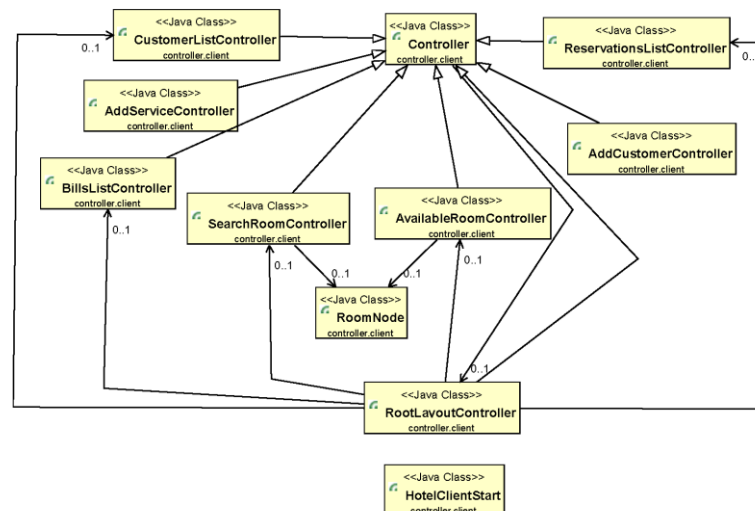 <<Java Class>>
CustomerListController
controller.client
<<Java Class>>
Controller
controller.client
<<Java Class>>
ReservationsListController
controller.client
0..1
0..
<<Java Class>>
AddServiceController
controller.client
<<Java Class>>
AddCustomerController
controller.client
<<Java Class>>
BillsListController
controller.client
<<Java Class>>
SearchRoomController
controller.client
<<Java Class>>
AvailableRoomController
controller.client
0..1
0..1
0..1
0..1
0..1
<<Java Class>>
RoomNode
controller.client
0..1
<<Java Class>>
RootLayoutController
controller.client
<<Java Class>>
HotelClientStart
controller.client